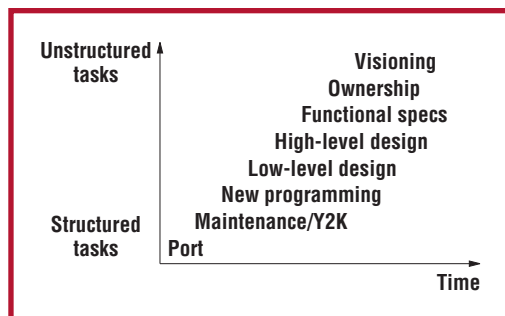 Unstructured
tasks
Visioning
Ownership
Functional specs
High-level design
Low-level design
New programming
Maintenance/Y2K
Structured
tasks
Port
Time